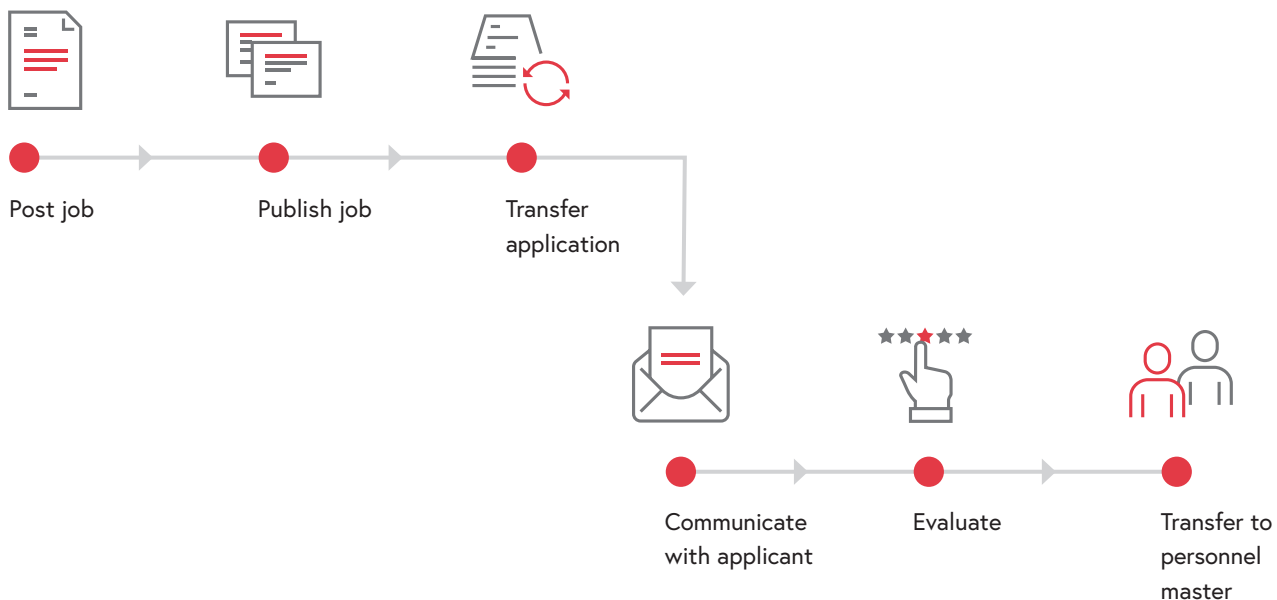 Post job
Publish job
Transfer
application
Communicate
with applicant
Evaluate
Transfer to
personnel
master